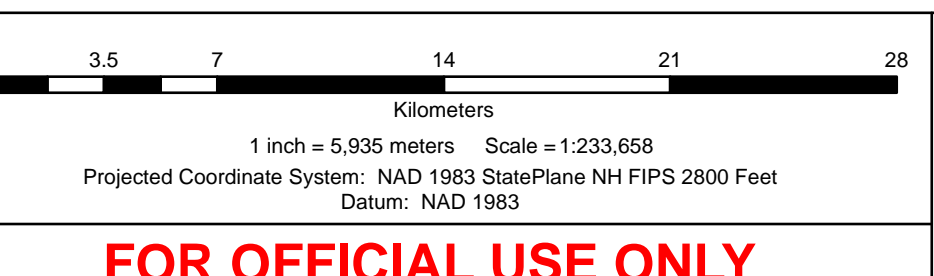 3.5 7 14 21 28
Kilometers
1 inch = 5,935 meters Scale = 1:233,658
Projected Coordinate System: NAD 1983 StatePlane NH FIPS 2800 Feet
Datum: NAD 1983
FOR OFFICIAL USE ONLY